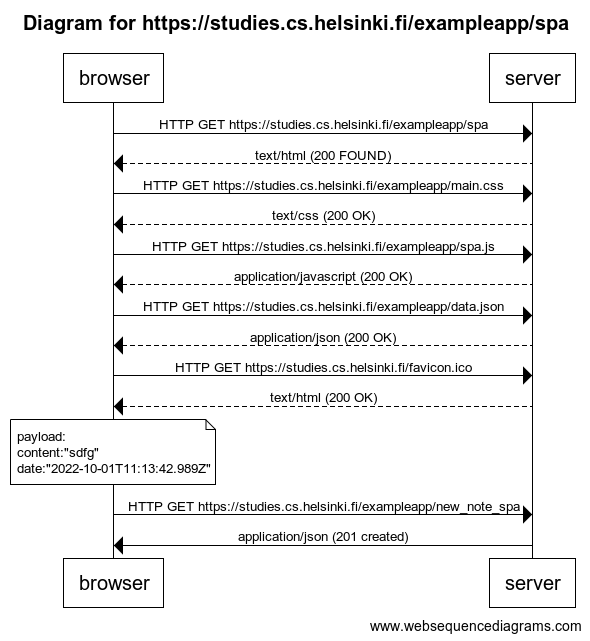 Diagram for https://studies.cs.helsinki.fi/exampleapp/spa
browser
server
HTTP GET https://studies.cs.helsinki.fi/exampleapp/spa
text/html (200 FOUND)
HTTP GET https://studies.cs.helsinki.fi/exampleapp/main.css
text/css (200 OK)
HTTP GET https://studies.cs.helsinki.fi/exampleapp/spa.js
application/javascript (200 OK)
HTTP GET https://studies.cs.helsinki.fi/exampleapp/data.json
application/json (200 OK)
HTTP GET https://studies.cs.helsinki.fi/favicon.ico
text/html (200 OK)
payload:
content:"sdfg"
date:"2022-10-01T11:13:42.989Z"
HTTP GET https://studies.cs.helsinki.fi/exampleapp/new_note_spa
application/json (201 created)
browser
server
www.websequencediagrams.com